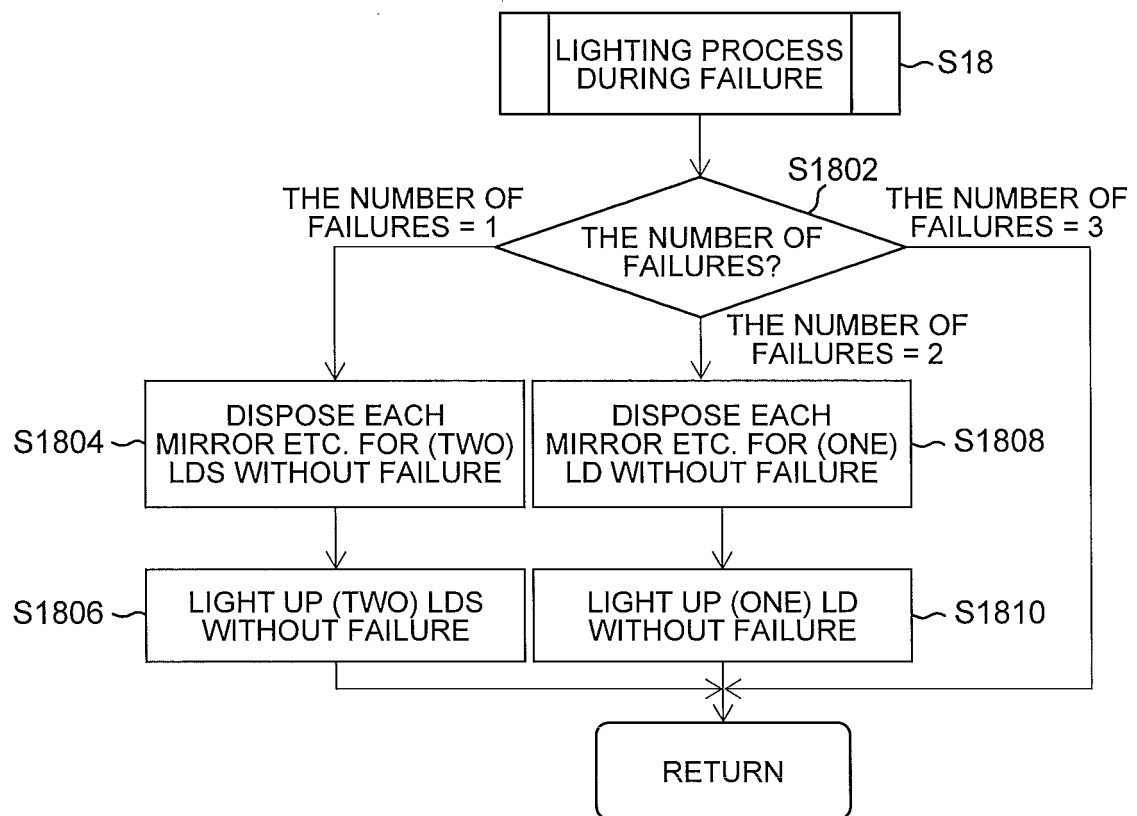 LIGHTING PROCESS
DURING FAILURE
S18
S1802
THE NUMBER OF
FAILURES = 1
THE NUMBER OF
FAILURES?
THE NUMBER OF
FAILURES = 3
THE NUMBER OF
FAILURES = 2
S1804
DISPOSE EACH
MIRROR ETC. FOR (TWO)
LDS WITHOUT FAILURE
DISPOSE EACH
MIRROR ETC. FOR (ONE)
LD WITHOUT FAILURE
S1808
S1806
LIGHT UP (TWO) LDS
WITHOUT FAILURE
LIGHT UP (ONE) LD
WITHOUT FAILURE
S1810
RETURN